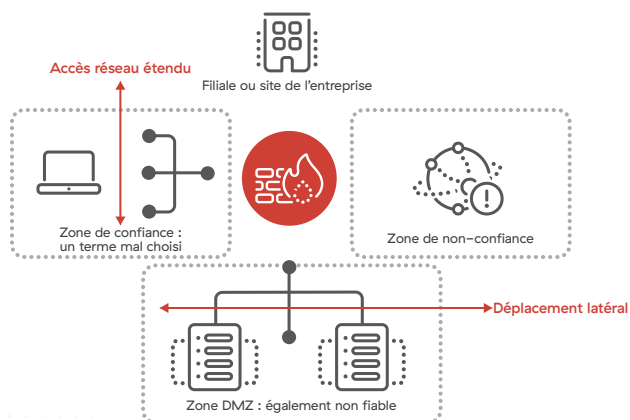 Accès réseau étendu
Filiale ou site de l'entreprise
Zone de confiance :
un terme mal choisi
Zone de non-confiance
Déplacement latéral
Zone DMZ : également non fiable